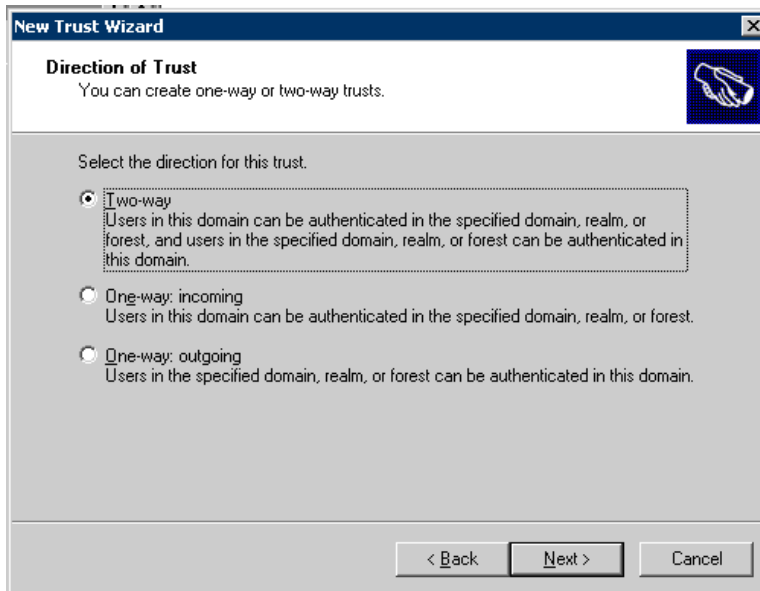 New Trust Wizard
Direction of Trust
You can create one-way or two-way trusts.
Select the direction for this trust.
Two-way
Users in this domain can be authenticated in the specified domain, realm, or
forest, and users in the specified domain, realm, or forest can be authenticated in
this domain.
One-way: incoming
Users in this domain can be authenticated in the specified domain, realm, or forest.
One-way: outgoing
Users in the specified domain, realm, or forest can be authenticated in this domain.
< Back Next > Cancel